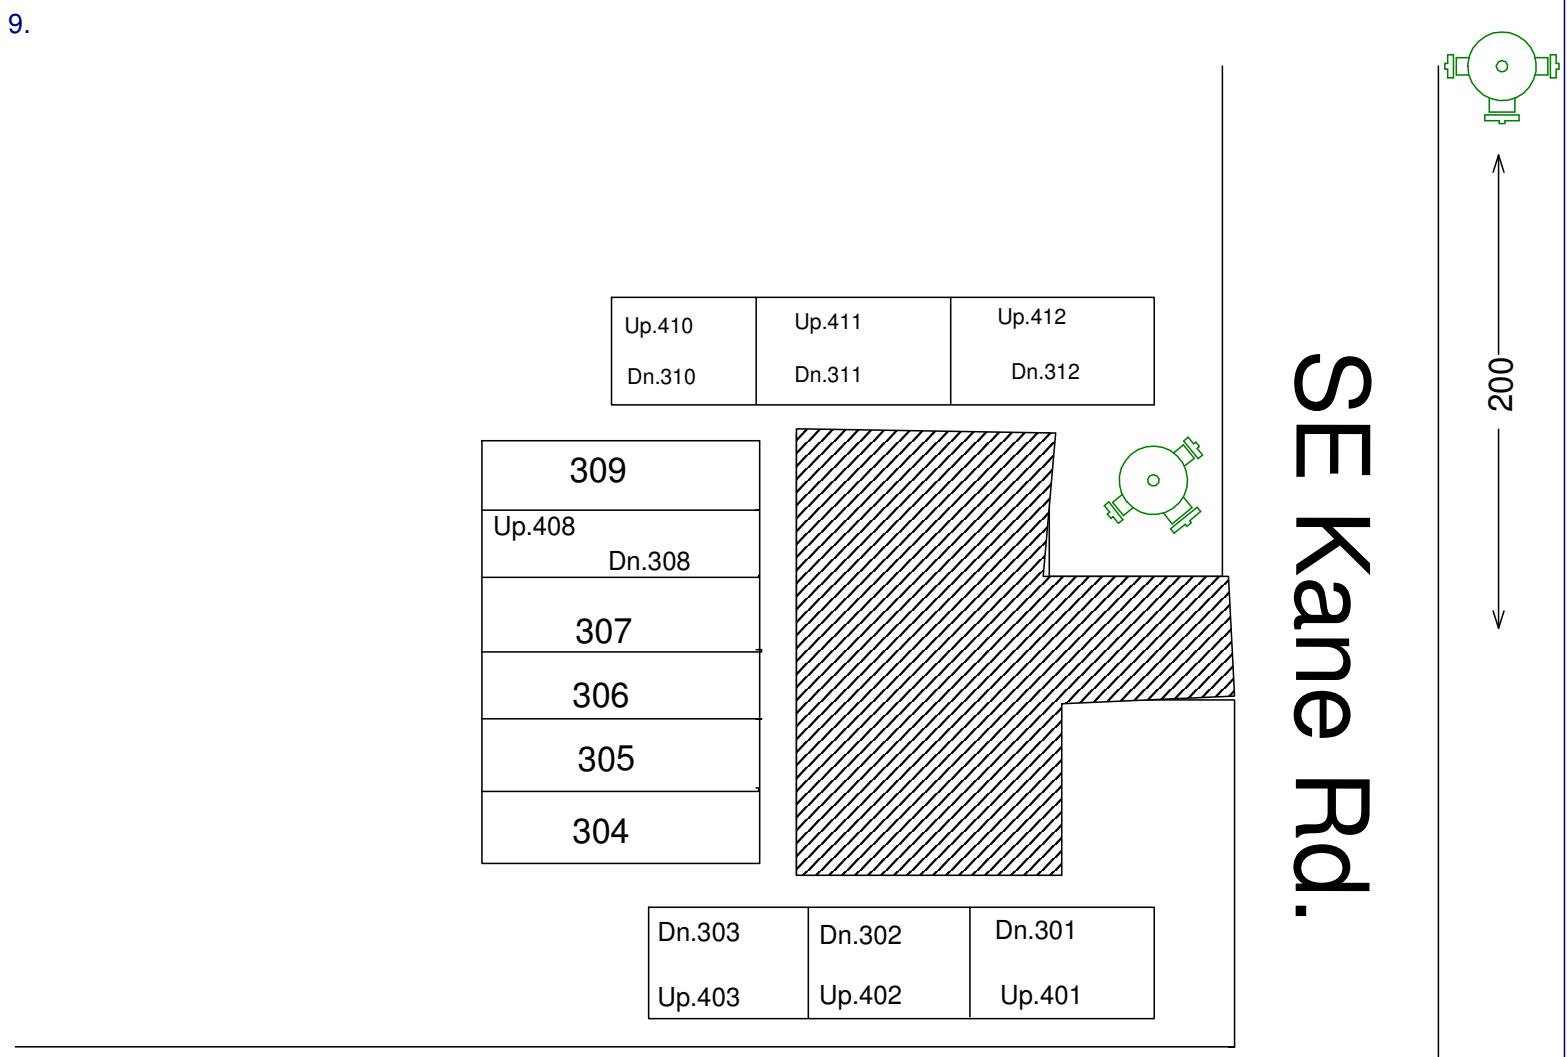 9.
Up.410
Dn.310
Up.411
Dn.311
Up.412
Dn.312
309
Up.408
Dn.308
307
306
305
304
Dn.303
Up.403
Dn.302
Up.402
Dn.301
Up.401
SE Kane Rd.
200